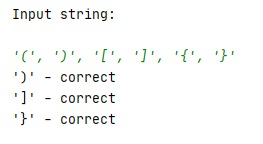 Input string:
'(', ')', '[', ']', '{', '}'
')' - correct
']' - correct
'}' - correct